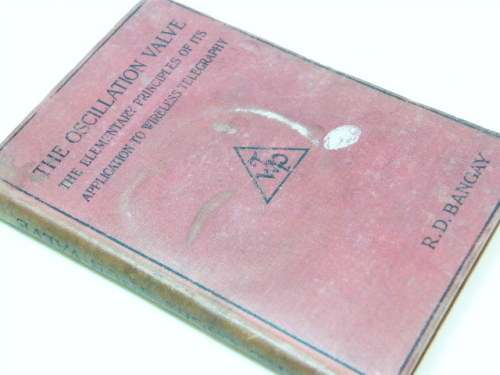 THE OSCILLATION VALVE
THE ELEMENTARY PRINCIPLES OF ITS
APPLICATION TO WIRELESS TELEGRAPHY
R.D. BANGAY